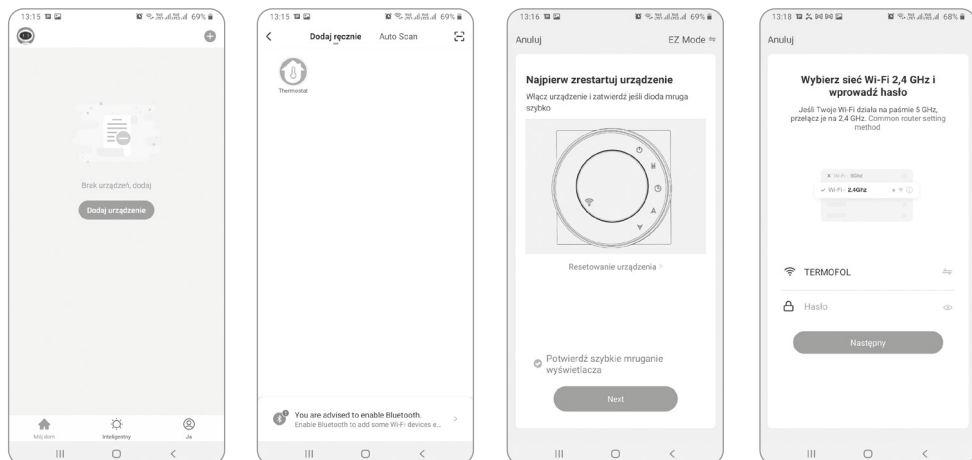 13:15
69%
Brak urządzeń, dodaj
Dodaj urządzenie
Mój dom
Inteligentny
Ja
13:15
69%
Dodaj ręcznie
Auto Scan
Thermostat
You are advised to enable Bluetooth.
Enable Bluetooth to add some Wi-Fi devices e...
13:16
69%
Anuluj
EZ Mode
Najpierw zrestartuj urządzenie
Włącz urządzenie i zatwierdź jeśli dioda mruga
szybko
M
A
Resetowanie urządzenia
Potwierdź szybkie mruganie
wyświetlacza
Next
13:18
68%
Anuluj
Wybierz sieć Wi-Fi 2,4 GHz i
wprowadź hasło
Jeśli Twoje Wi-Fi działa na paśmie 5 GHz,
przełącz je na 2,4 GHz. Common router setting
method
Wi-Fi - 5Ghz
Wi-Fi - 2.4Ghz
TERMOFOL
Hasło
Następny